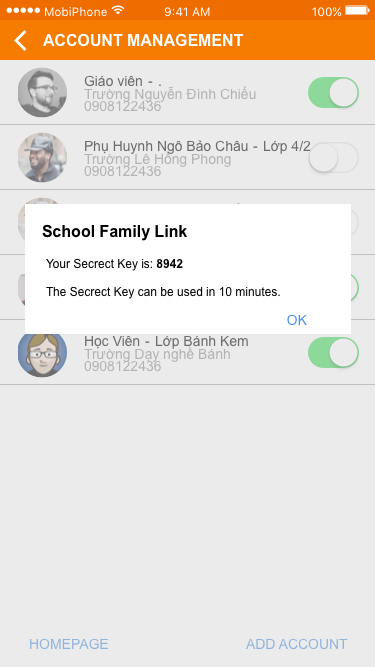 MobiPhone 9:41 AM 100%
ACCOUNT MANAGEMENT
Giáo viên - .
Trường Nguyễn Đình Chiểu
0908122436
Phụ Huynh Ngô Bảo Châu - Lớp 4/2
Trường Lê Hồng Phong
0908122436
School Family Link
Your Secrect Key is: 8942
The Secrect Key can be used in 10 minutes.
OK
Học Viên - Lớp Bánh Kem
Trường Dạy nghề Bánh
0908122436
HOMEPAGE ADD ACCOUNT